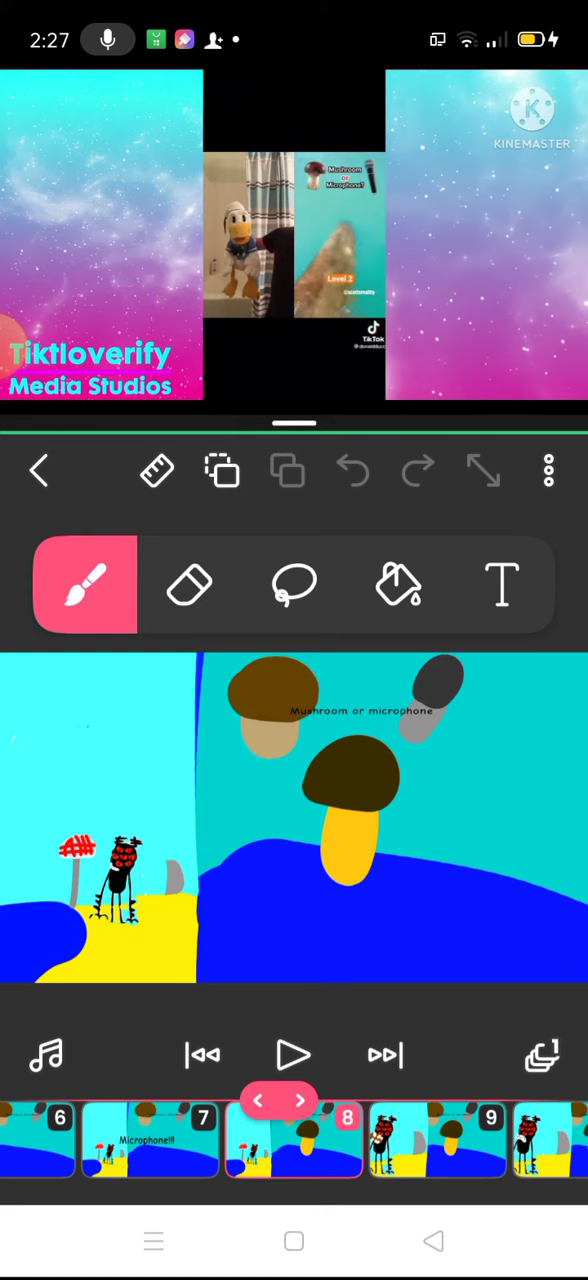 2:27
K
KINEMASTER
Mushroom
or
Microphone?
Level 2
TikTok
Tiktloverify
Media Studios
T
Mushroom or microphone
1
6
7
8
9
Microphone!!!